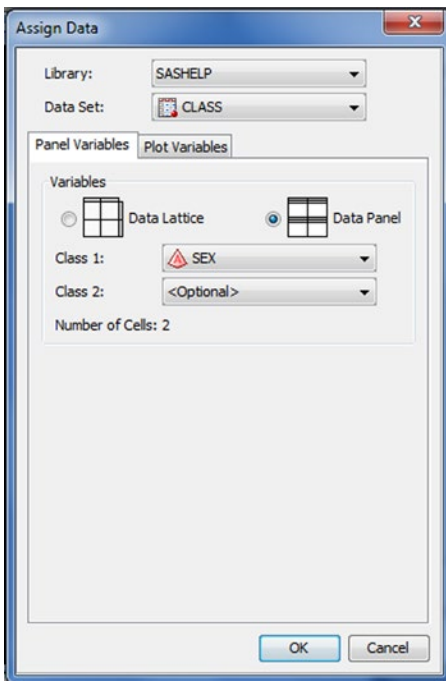 Assign Data
Library: SASHELP
Data Set: CLASS
Panel Variables Plot Variables
Variables
Data Lattice Data Panel
Class 1: SEX
Class 2: <Optional>
Number of Cells: 2
OK Cancel